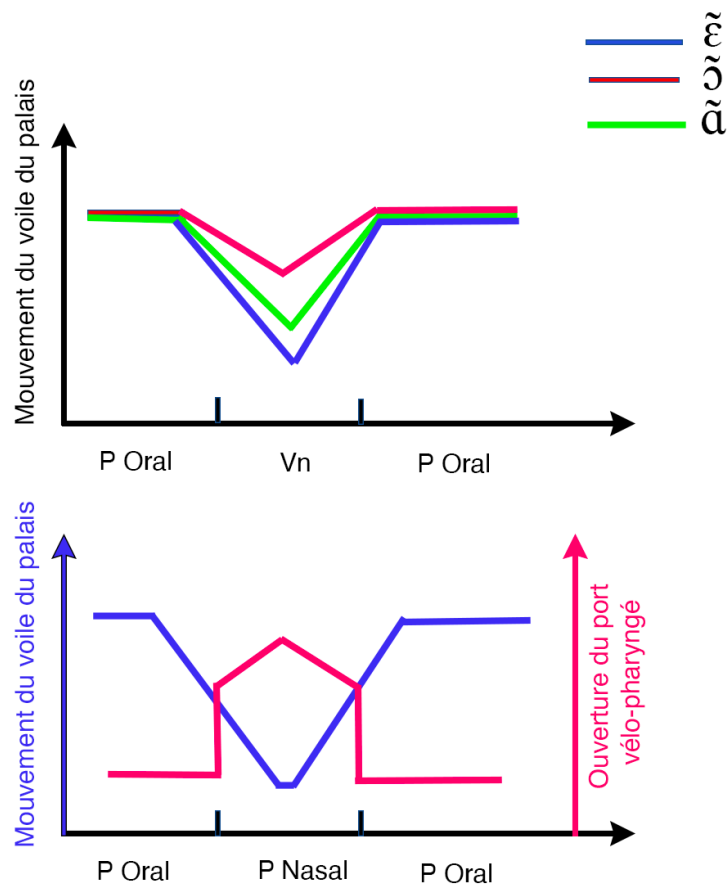 ɛ̃
ɔ̃
ɑ̃
Mouvement du voile du palais
P Oral Vn P Oral
Mouvement du voile du palais
Ouverture du port
vélo-pharyngé
P Oral P Nasal P Oral